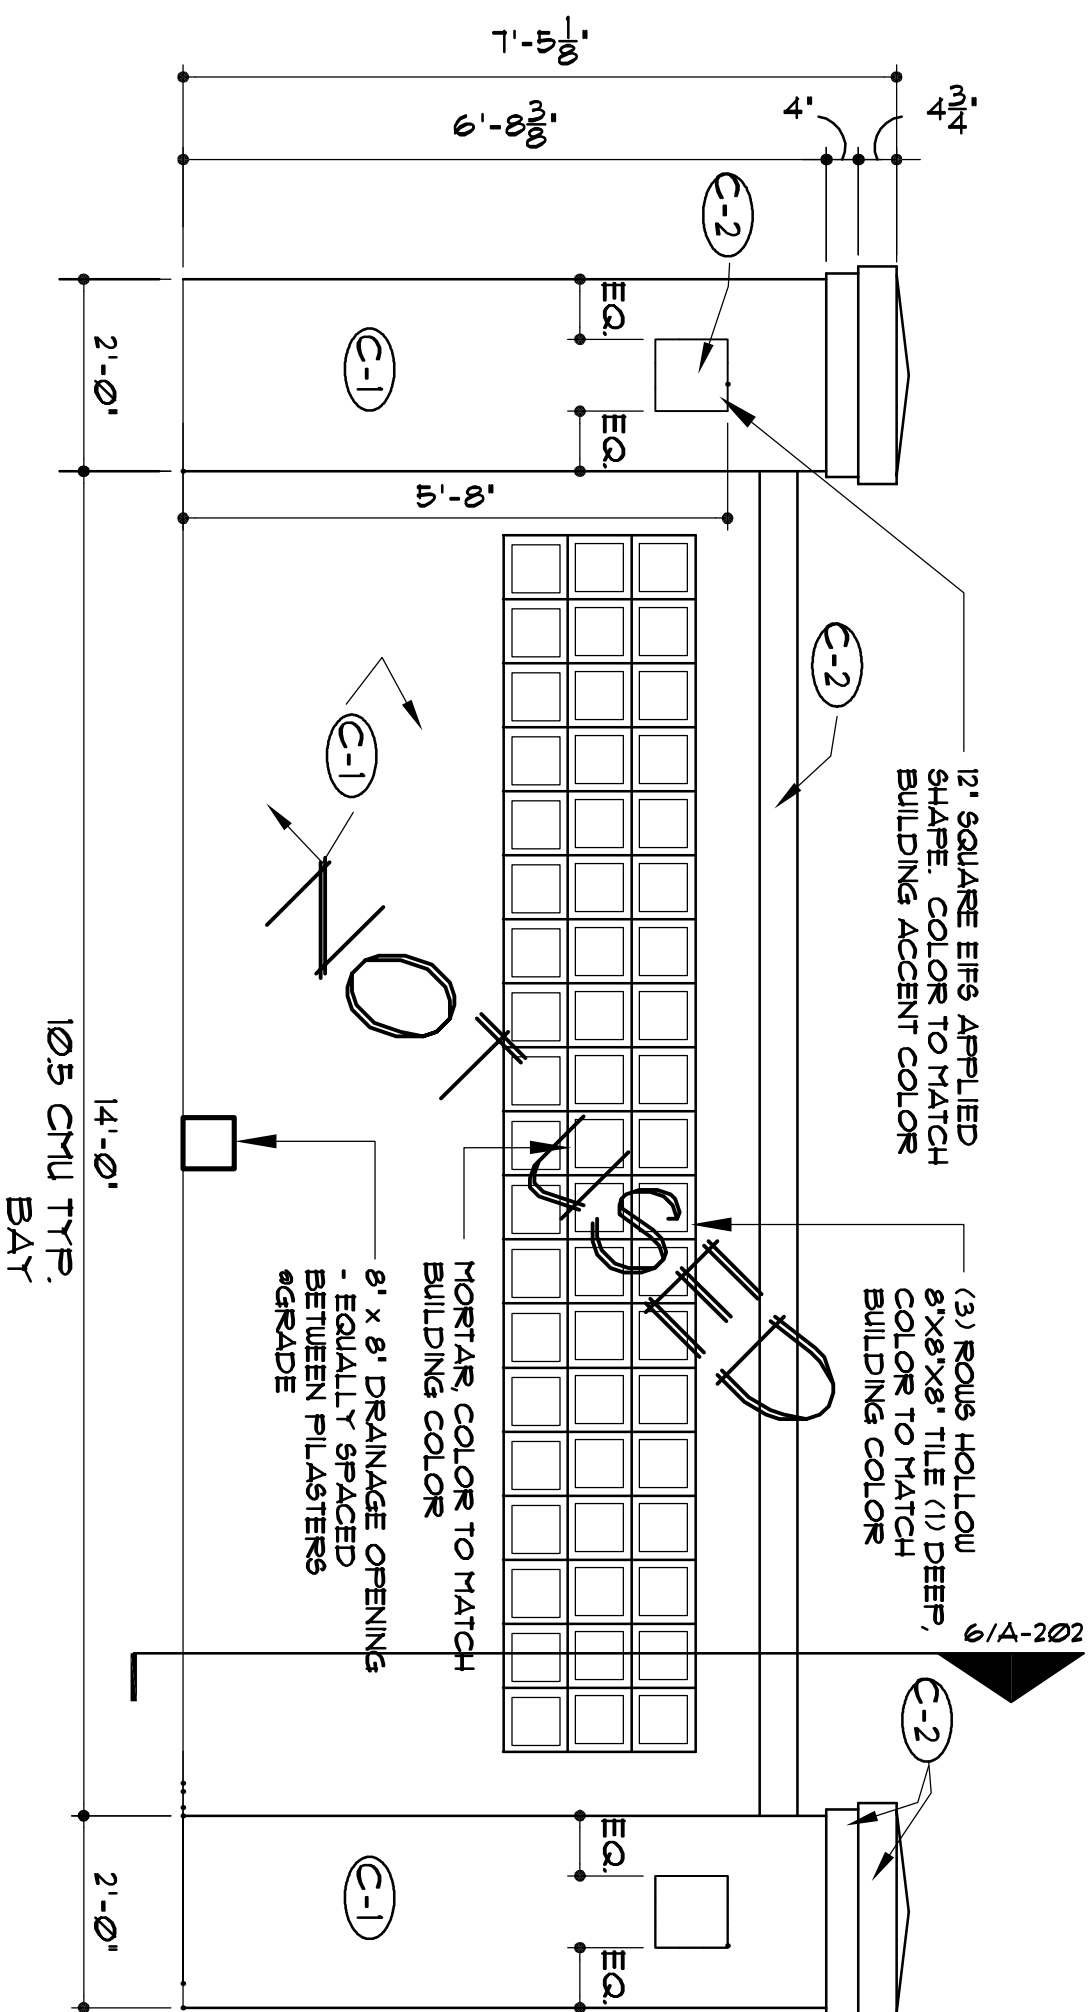 12" SQUARE EIFS APPLIED
SHAPE. COLOR TO MATCH
BUILDING ACCENT COLOR
(3) ROWS HOLLOW
8"X8"X8" TILE (1) DEEP,
COLOR TO MATCH
BUILDING COLOR
6/A-202
C-2
C-2
C-2
4 3/4"
4"
7'-5 1/8"
6'-8 3/8"
EQ.
EQ.
5'-8"
EQ.
EQ.
C-1
C-1
C-1
NOT USED
MORTAR, COLOR TO MATCH
BUILDING COLOR
8" x 8" DRAINAGE OPENING
- EQUALLY SPACED
BETWEEN PILASTERS
@GRADE
2'-0"
14'-0"
2'-0"
10.5 CMU TYP.
BAY